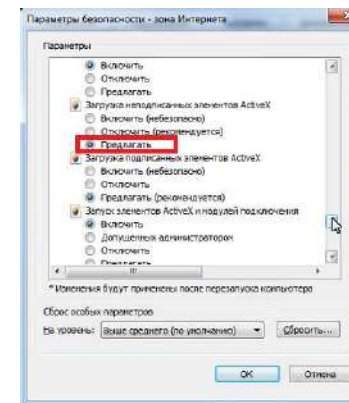 Параметры безопасности - зона Интернета
Параметры
Включить
Отключить
Предлагать
Загрузка неподписанных элементов ActiveX
Включить (небезопасно)
Отключить (рекомендуется)
Предлагать
Загрузка подписанных элементов ActiveX
Включить (небезопасно)
Отключить
Предлагать (рекомендуется)
Запуск элементов ActiveX и модулей подключения
Включить
Допущенных администратором
Отключить
Предлагать
* Изменения будут применены после перезапуска компьютера
Сброс особых параметров
На уровень: Выше среднего (по умолчанию) Сбросить...
ОК Отмена